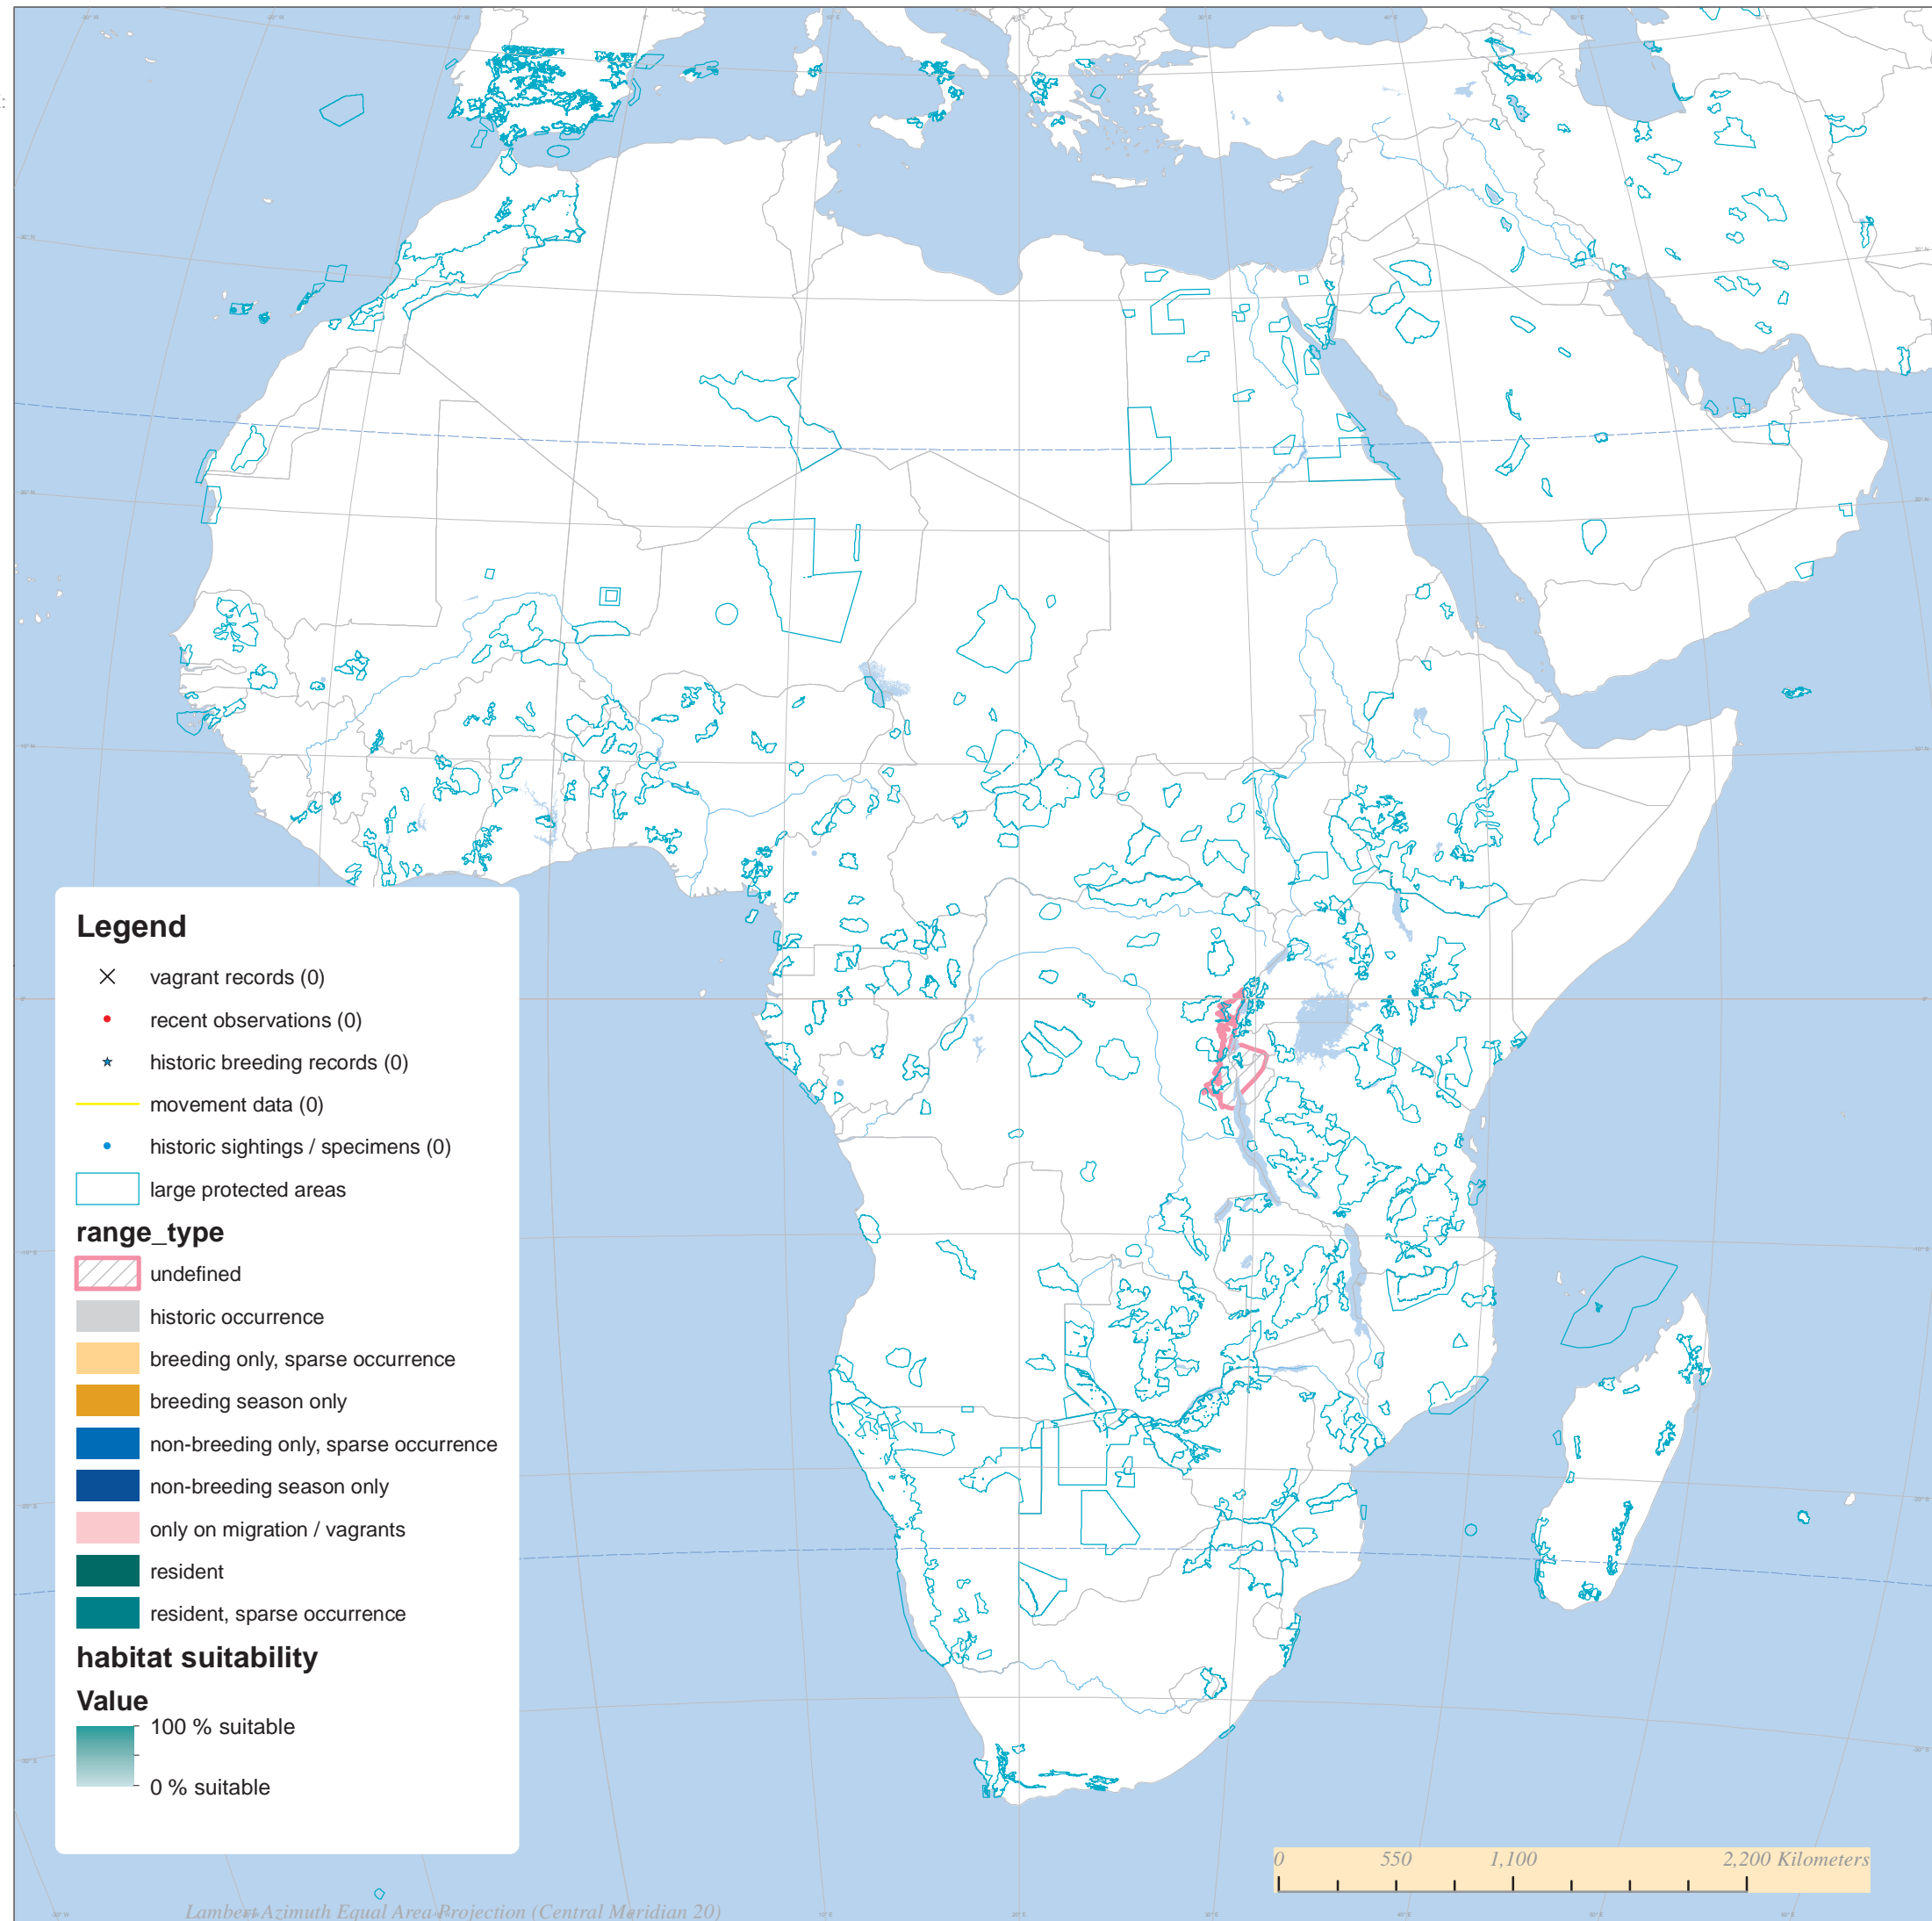 Legend
vagrant records (0)
recent observations (0)
historic breeding records (0)
movement data (0)
historic sightings / specimens (0)
large protected areas
range_type
undefined
historic occurrence
breeding only, sparse occurrence
breeding season only
non-breeding only, sparse occurrence
non-breeding season only
only on migration / vagrants
resident
resident, sparse occurrence
habitat suitability
Value
100 % suitable
0 % suitable
0 550 1,100 2,200 Kilometers
Lambert Azimuth Equal Area Projection (Central Meridian 20)